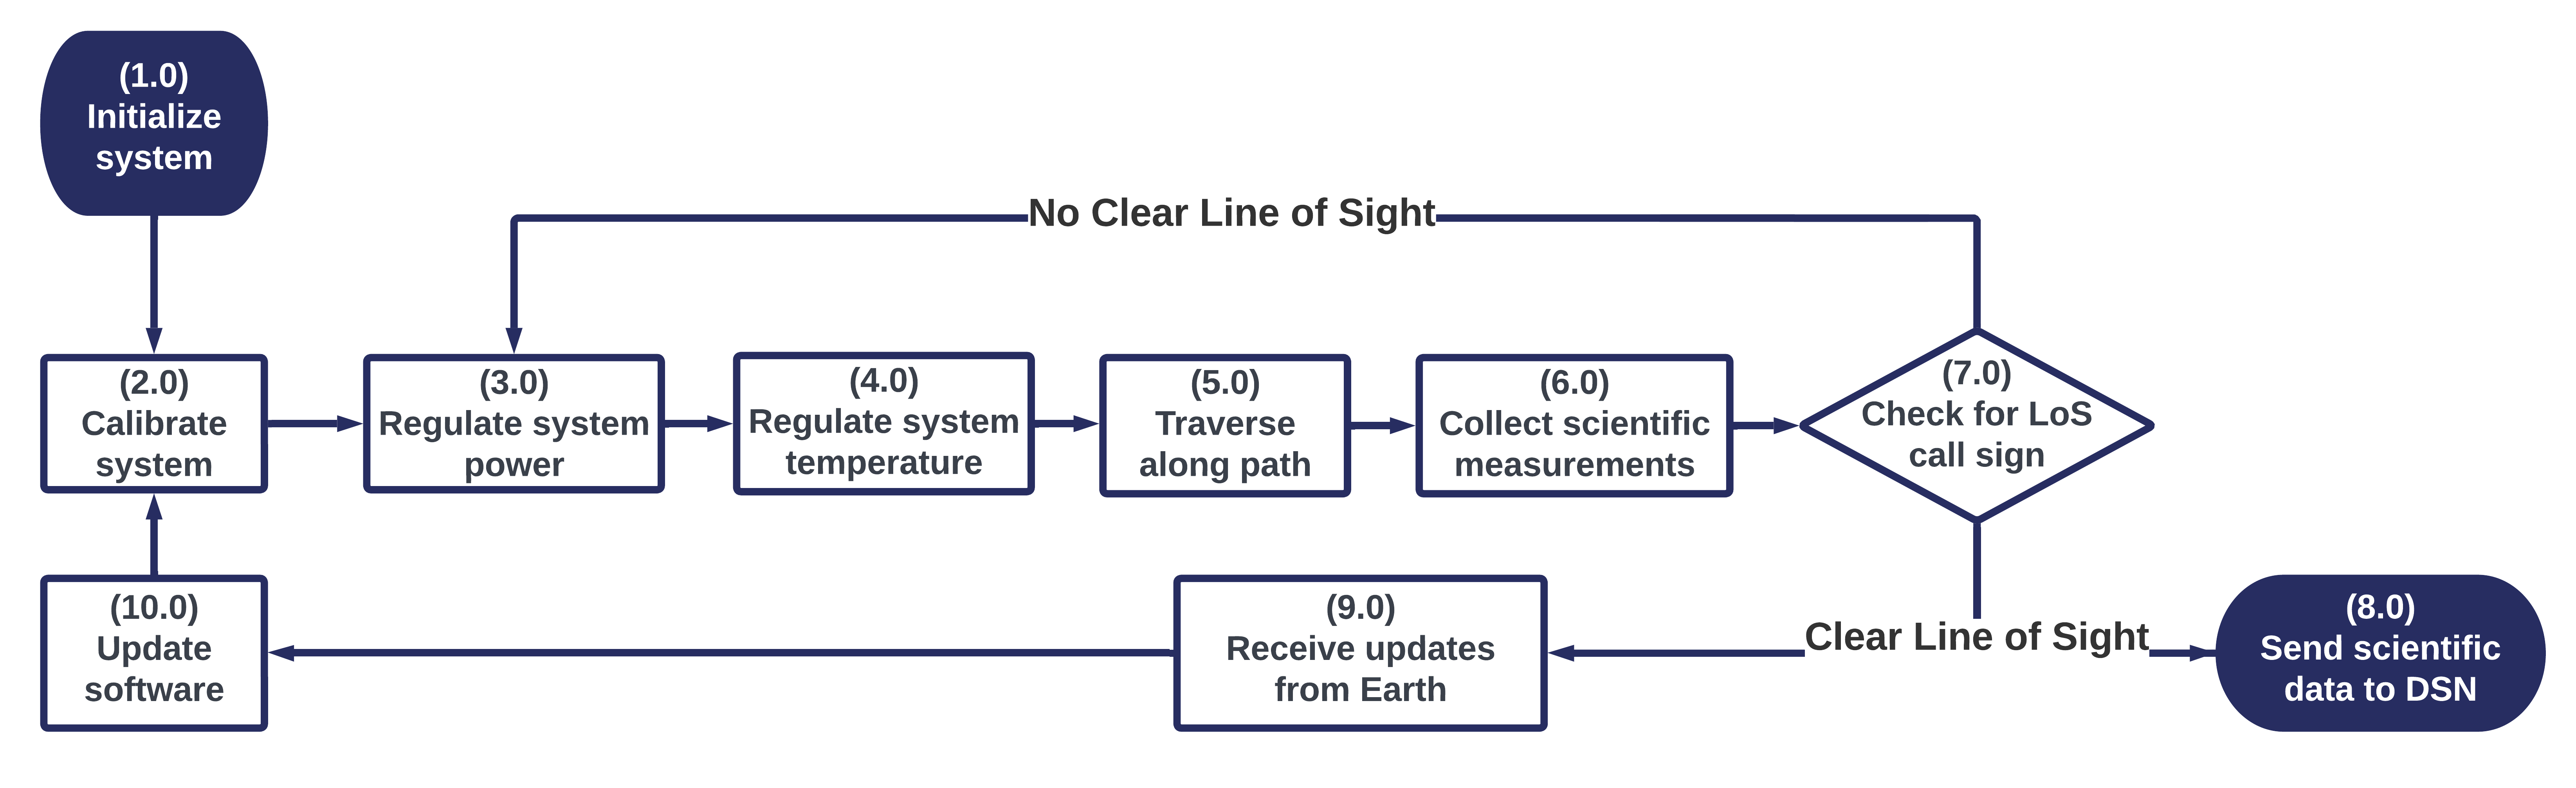 (1.0)
Initialize
system
No Clear Line of Sight
(2.0)
Calibrate
system
(3.0)
Regulate system
power
(4.0)
Regulate system
temperature
(5.0)
Traverse
along path
(6.0)
Collect scientific
measurements
(7.0)
Check for LoS
call sign
(10.0)
Update
software
(9.0)
Receive updates
from Earth
Clear Line of Sight
(8.0)
Send scientific
data to DSN